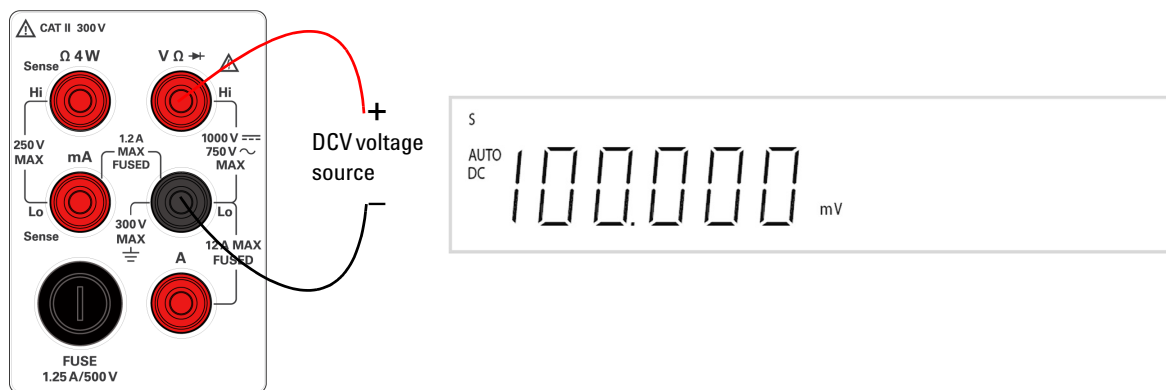 ⚠ CAT II 300 V
Ω 4 W
Sense
Hi
V Ω
Hi
250 V
MAX
mA
1.2 A
MAX
FUSED
1000 V
750 V
MAX
Lo
Sense
300 V
MAX
Lo
12 A MAX
FUSED
A
FUSE
1.25 A/500 V
+
DCV voltage
source
–
S
AUTO
DC
100.000 mV